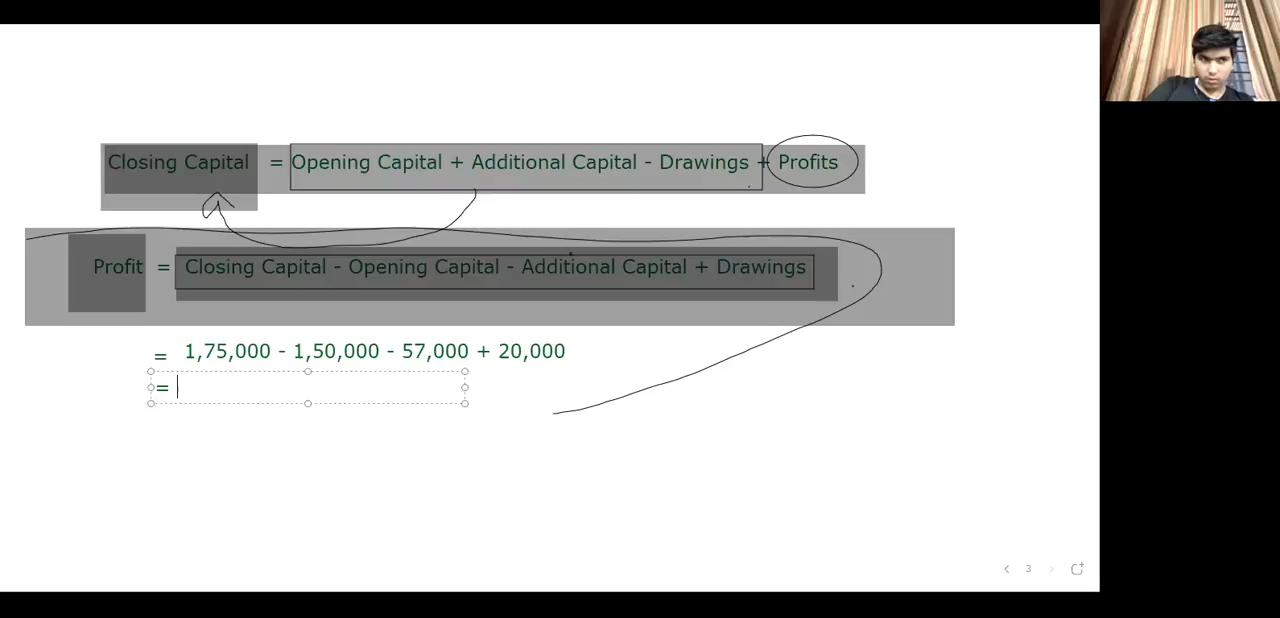 Closing Capital = Opening Capital + Additional Capital - Drawings + Profits
Profit = Closing Capital - Opening Capital - Additional Capital + Drawings
= 1,75,000 - 1,50,000 - 57,000 + 20,000
=
3